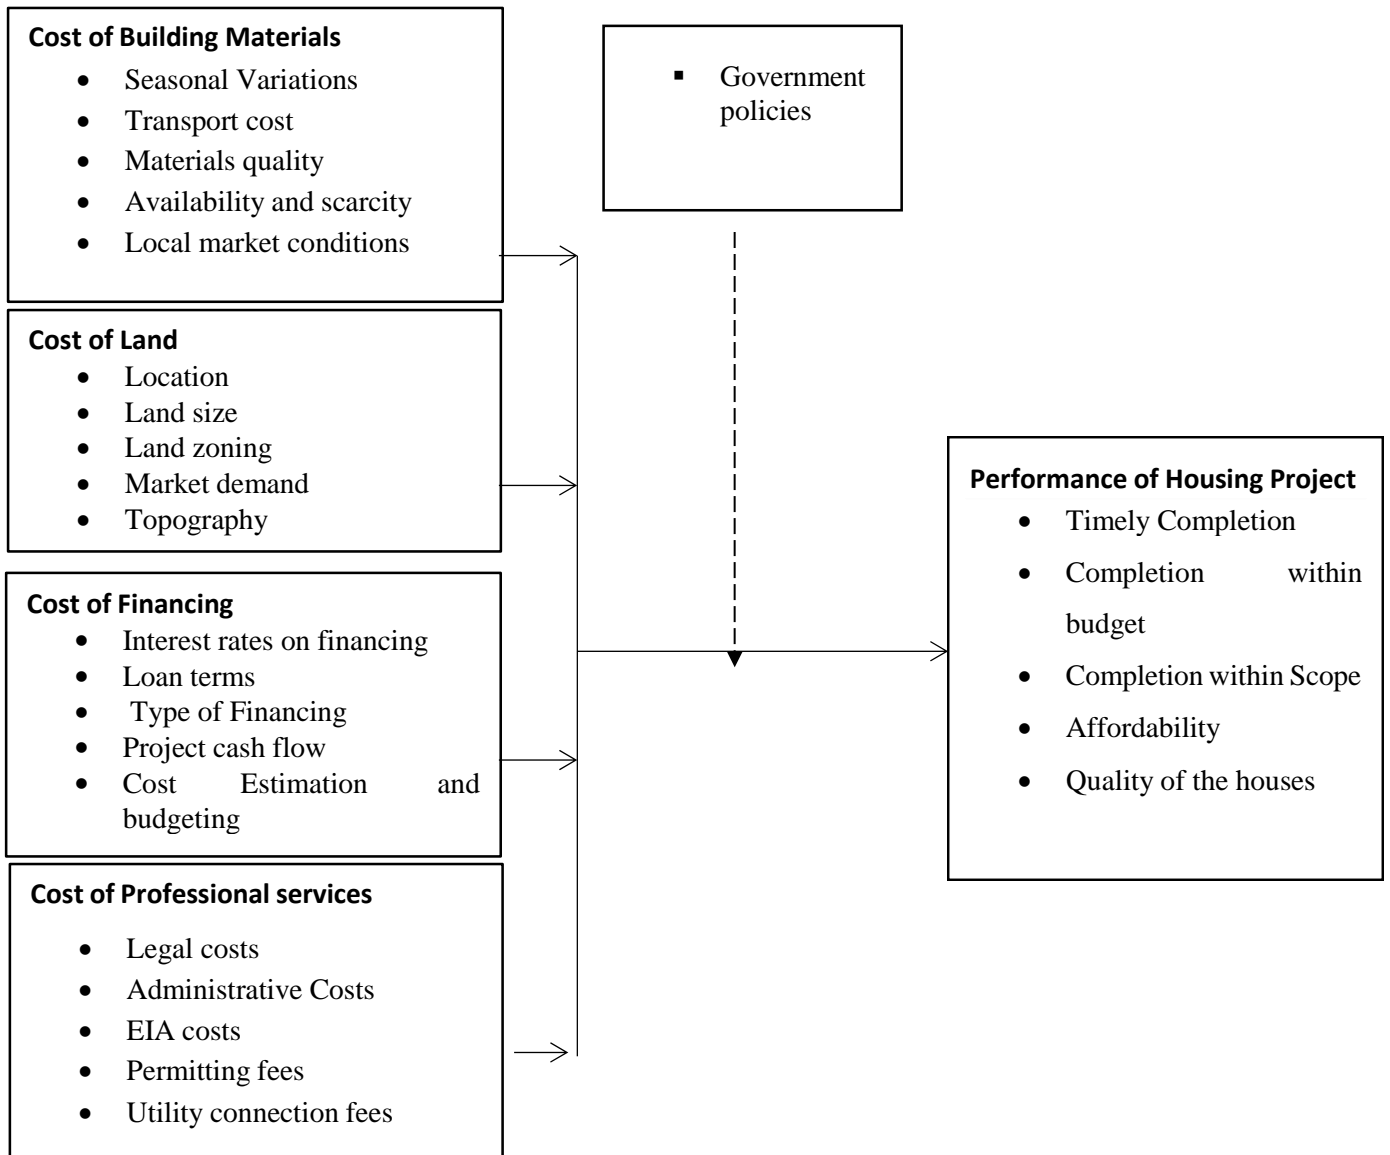 Cost of Building Materials
• Seasonal Variations
• Transport cost
• Materials quality
• Availability and scarcity
• Local market conditions
▪ Government
policies
Cost of Land
• Location
• Land size
• Land zoning
• Market demand
• Topography
Cost of Financing
• Interest rates on financing
• Loan terms
• Type of Financing
• Project cash flow
• Cost Estimation and
budgeting
Cost of Professional services
• Legal costs
• Administrative Costs
• EIA costs
• Permitting fees
• Utility connection fees
Performance of Housing Project
• Timely Completion
• Completion within
budget
• Completion within Scope
• Affordability
• Quality of the houses